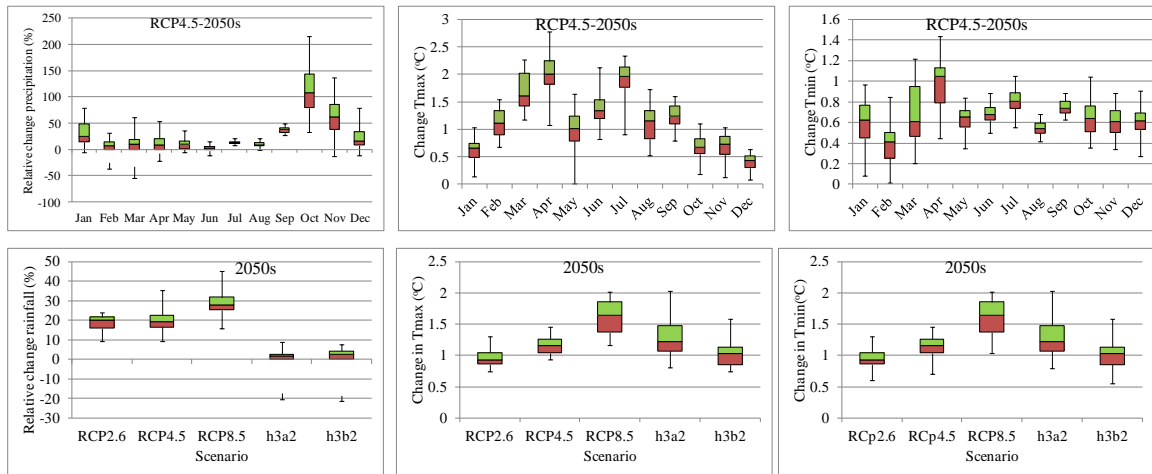 RCP4.5-2050s
Relative change precipitation (%)
250
200
150
100
50
0
-50
-100
Jan Feb Mar Apr May Jun Jul Aug Sep Oct Nov Dec
RCP4.5-2050s
Change Tmax (°C)
3
2.5
2
1.5
1
0.5
0
Jan Feb Mar Apr May Jun Jul Aug Sep Oct Nov Dec
RCP4.5-2050s
Change Tmin (°C)
1.6
1.4
1.2
1
0.8
0.6
0.4
0.2
0
Jan Feb Mar Apr May Jun Jul Aug Sep Oct Nov Dec
2050s
Relative change rainfall (%)
50
40
30
20
10
0
-10
-20
-30
RCP2.6 RCP4.5 RCP8.5 h3a2 h3b2
Scenario
2050s
Change in Tmax (°C)
2.5
2
1.5
1
0.5
0
RCP2.6 RCP4.5 RCP8.5 h3a2 h3b2
Scenario
2050s
Change in Tmin(°C)
2.5
2
1.5
1
0.5
0
RCp2.6 RCp4.5 RCP8.5 h3a2 h3b2
Scenario